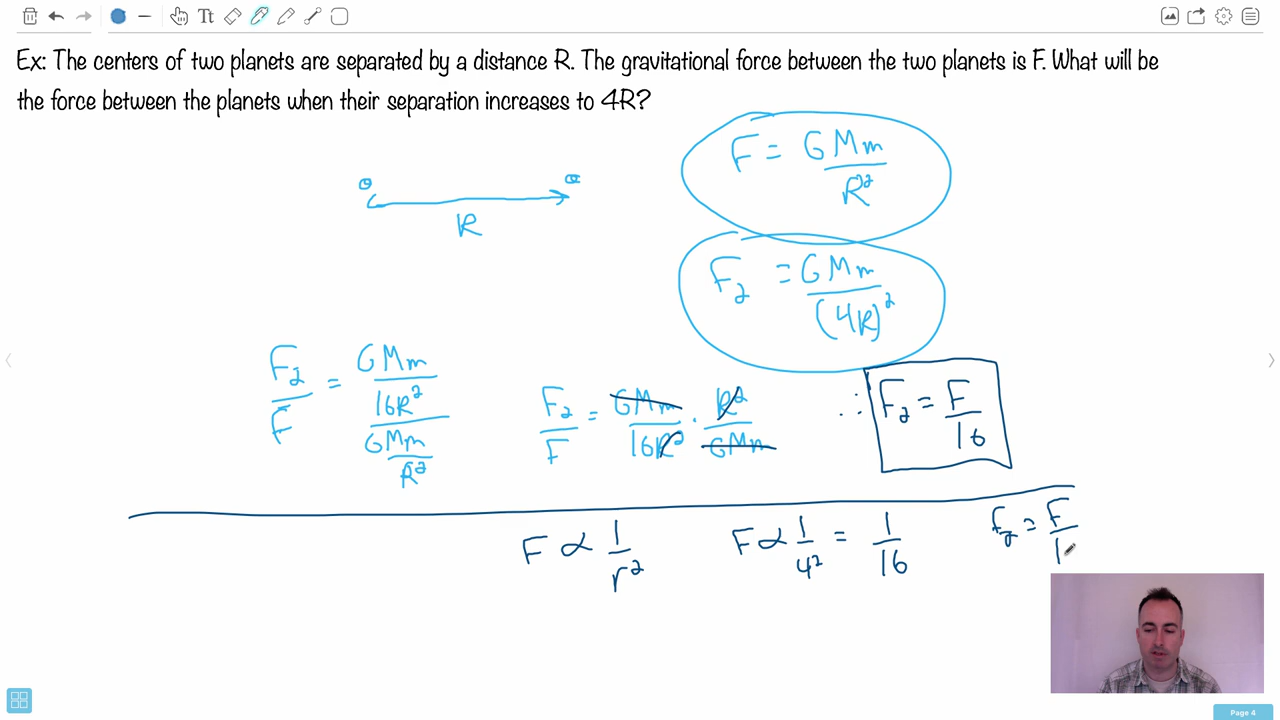 Tt
Ex: The centers of two planets are separated by a distance R. The gravitational force between the two planets is F. What will be
the force between the planets when their separation increases to 4R?
F = GMm/R²
R
F₂ = GMm/(4R)²
F₂/F = (GMm/16R²)/(GMm/R²)
F₂/F = GMm/16R² · R²/GMm
∴ F₂ = F/16
F ∝ 1/r²
F ∝ 1/4² = 1/16
F₂ = F/1
Page 4